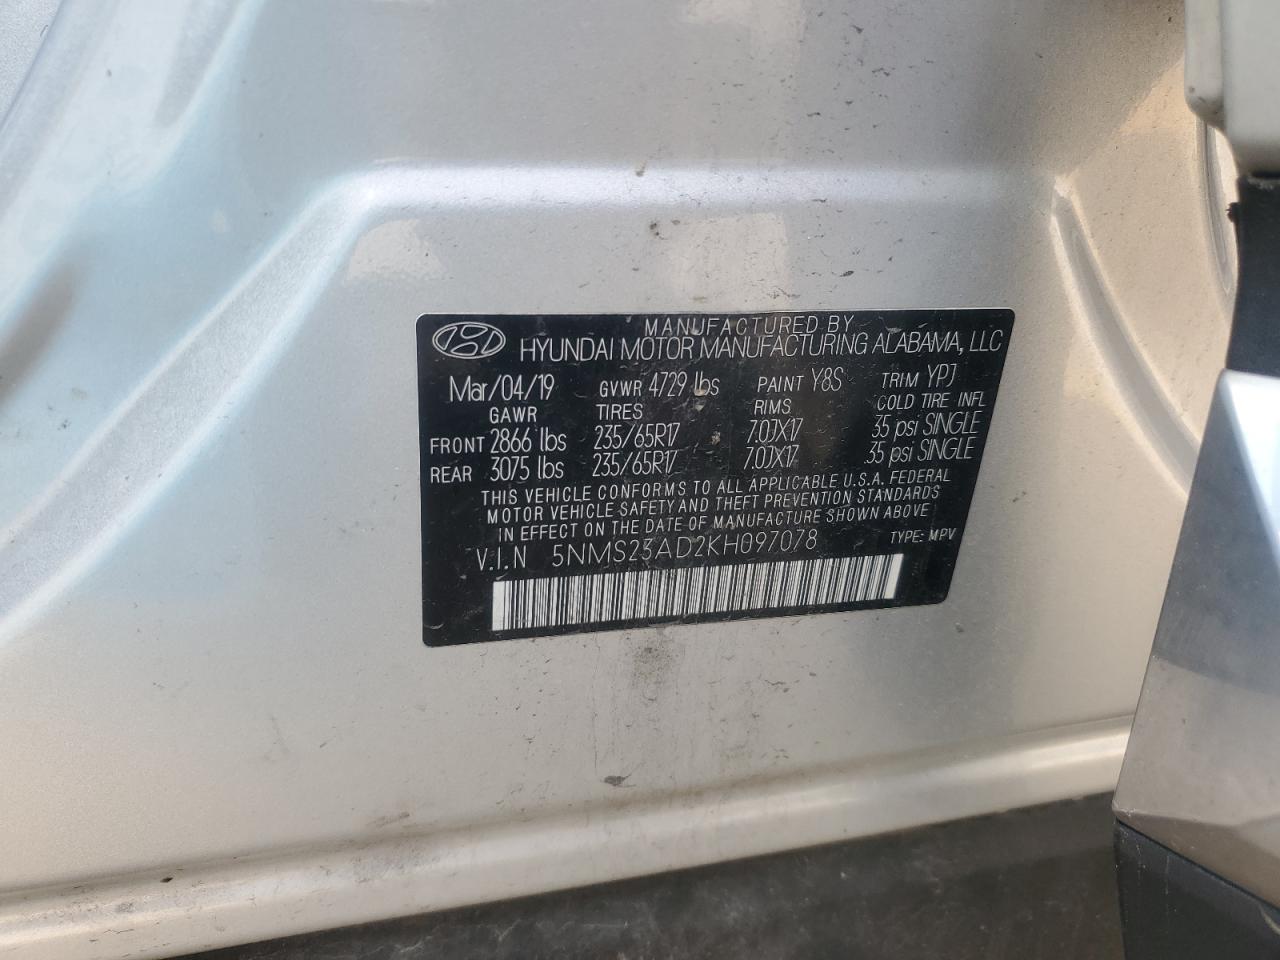 MANUFACTURED BY
HYUNDAI MOTOR MANUFACTURING ALABAMA, LLC
Mar/04/19 GVWR 4729 lbs PAINT Y8S TRIM YPJ
GAWR TIRES RIMS COLD TIRE INFL
FRONT 2866 lbs 235/65R17 7.0JX17 35 psi SINGLE
REAR 3075 lbs 235/65R17 7.0JX17 35 psi SINGLE
THIS VEHICLE CONFORMS TO ALL APPLICABLE U.S.A. FEDERAL
MOTOR VEHICLE SAFETY AND THEFT PREVENTION STANDARDS
IN EFFECT ON THE DATE OF MANUFACTURE SHOWN ABOVE
V.I.N 5NMS23AD2KH097078 TYPE: MPV